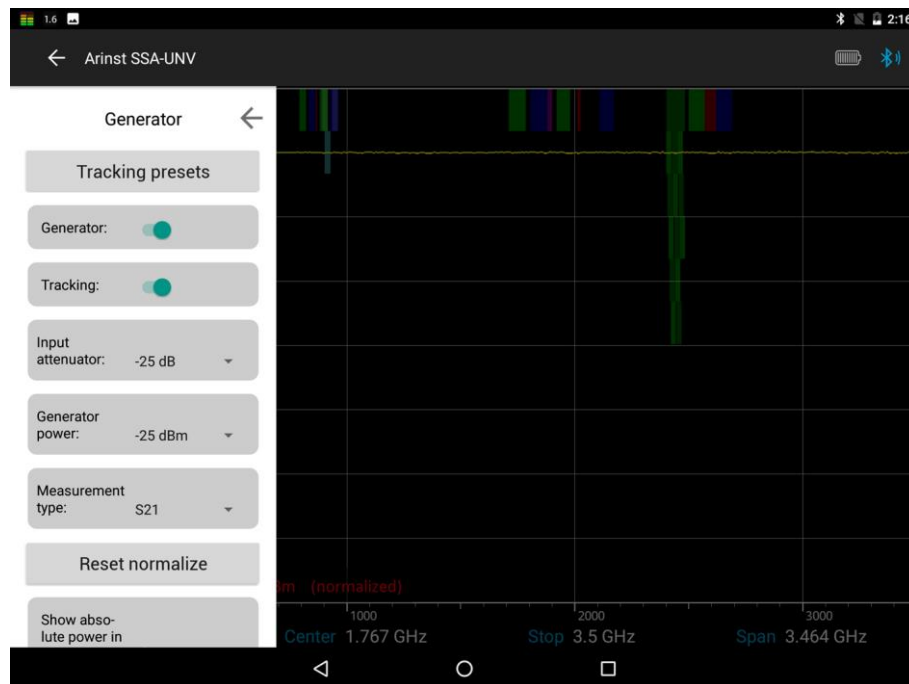 1.6
2:16
Arinst SSA-UNV
Generator
Tracking presets
Generator:
Tracking:
Input
attenuator: -25 dB
Generator
power: -25 dBm
Measurement
type: S21
Reset normalize
Show abso-
lute power in
(normalized)
1000 2000 3000
Center 1.767 GHz Stop 3.5 GHz Span 3.464 GHz